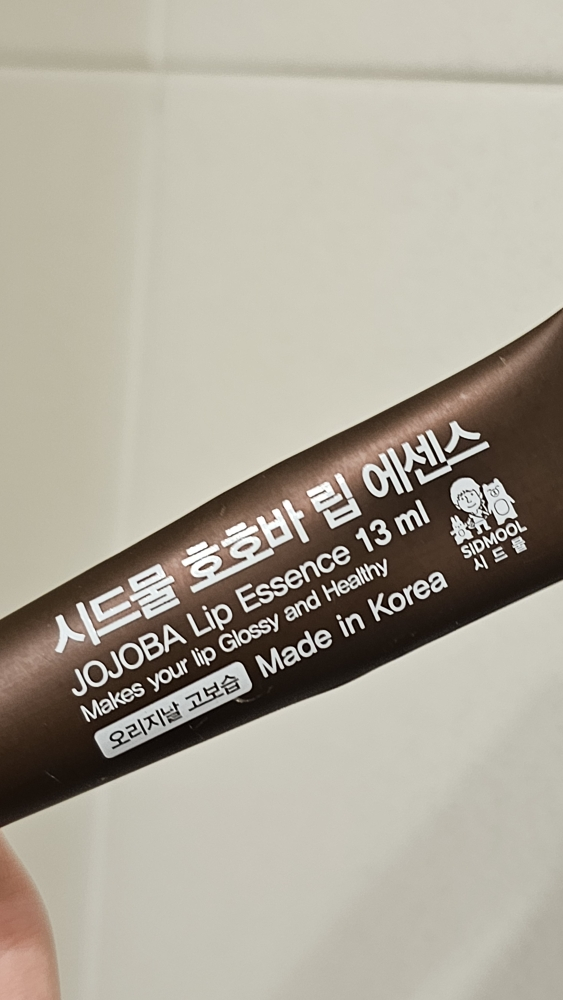 시드물 호호바 립 에센스
JOJOBA Lip Essence 13 ml
Makes your lip Glossy and Healthy
오리지날 고보습 Made in Korea
SIDMOOL
시드물